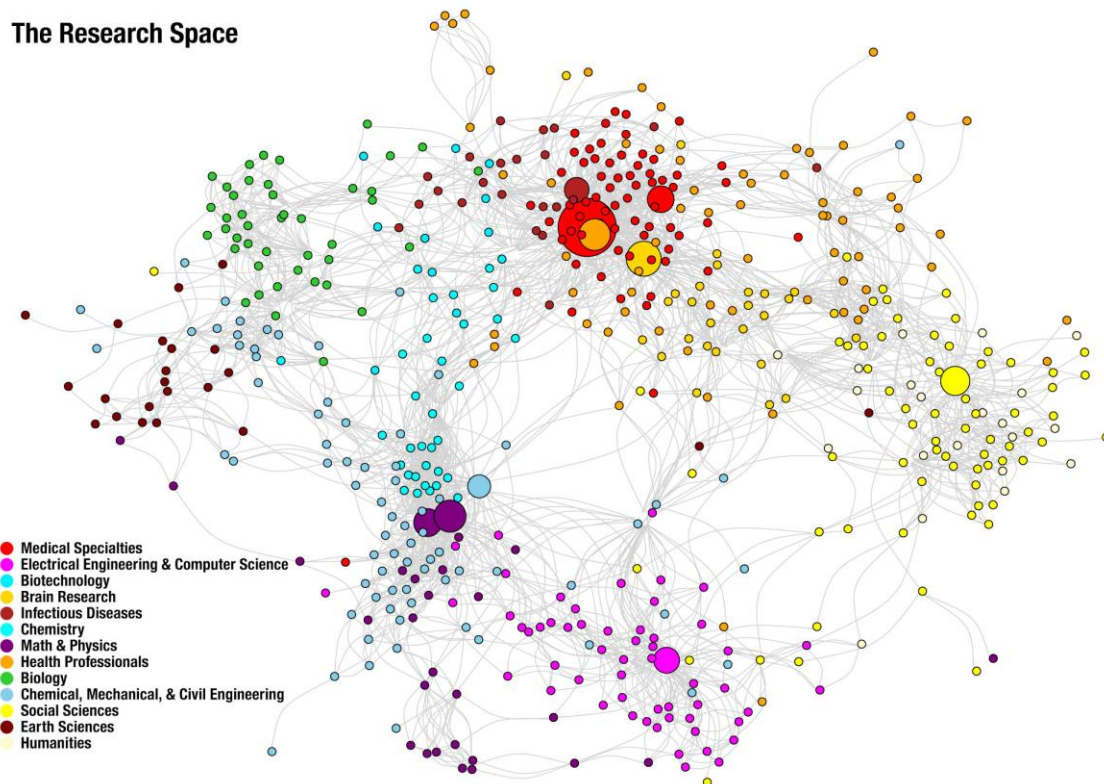 The Research Space
Medical Specialties
Electrical Engineering & Computer Science
Biotechnology
Brain Research
Infectious Diseases
Chemistry
Math & Physics
Health Professionals
Biology
Chemical, Mechanical, & Civil Engineering
Social Sciences
Earth Sciences
Humanities